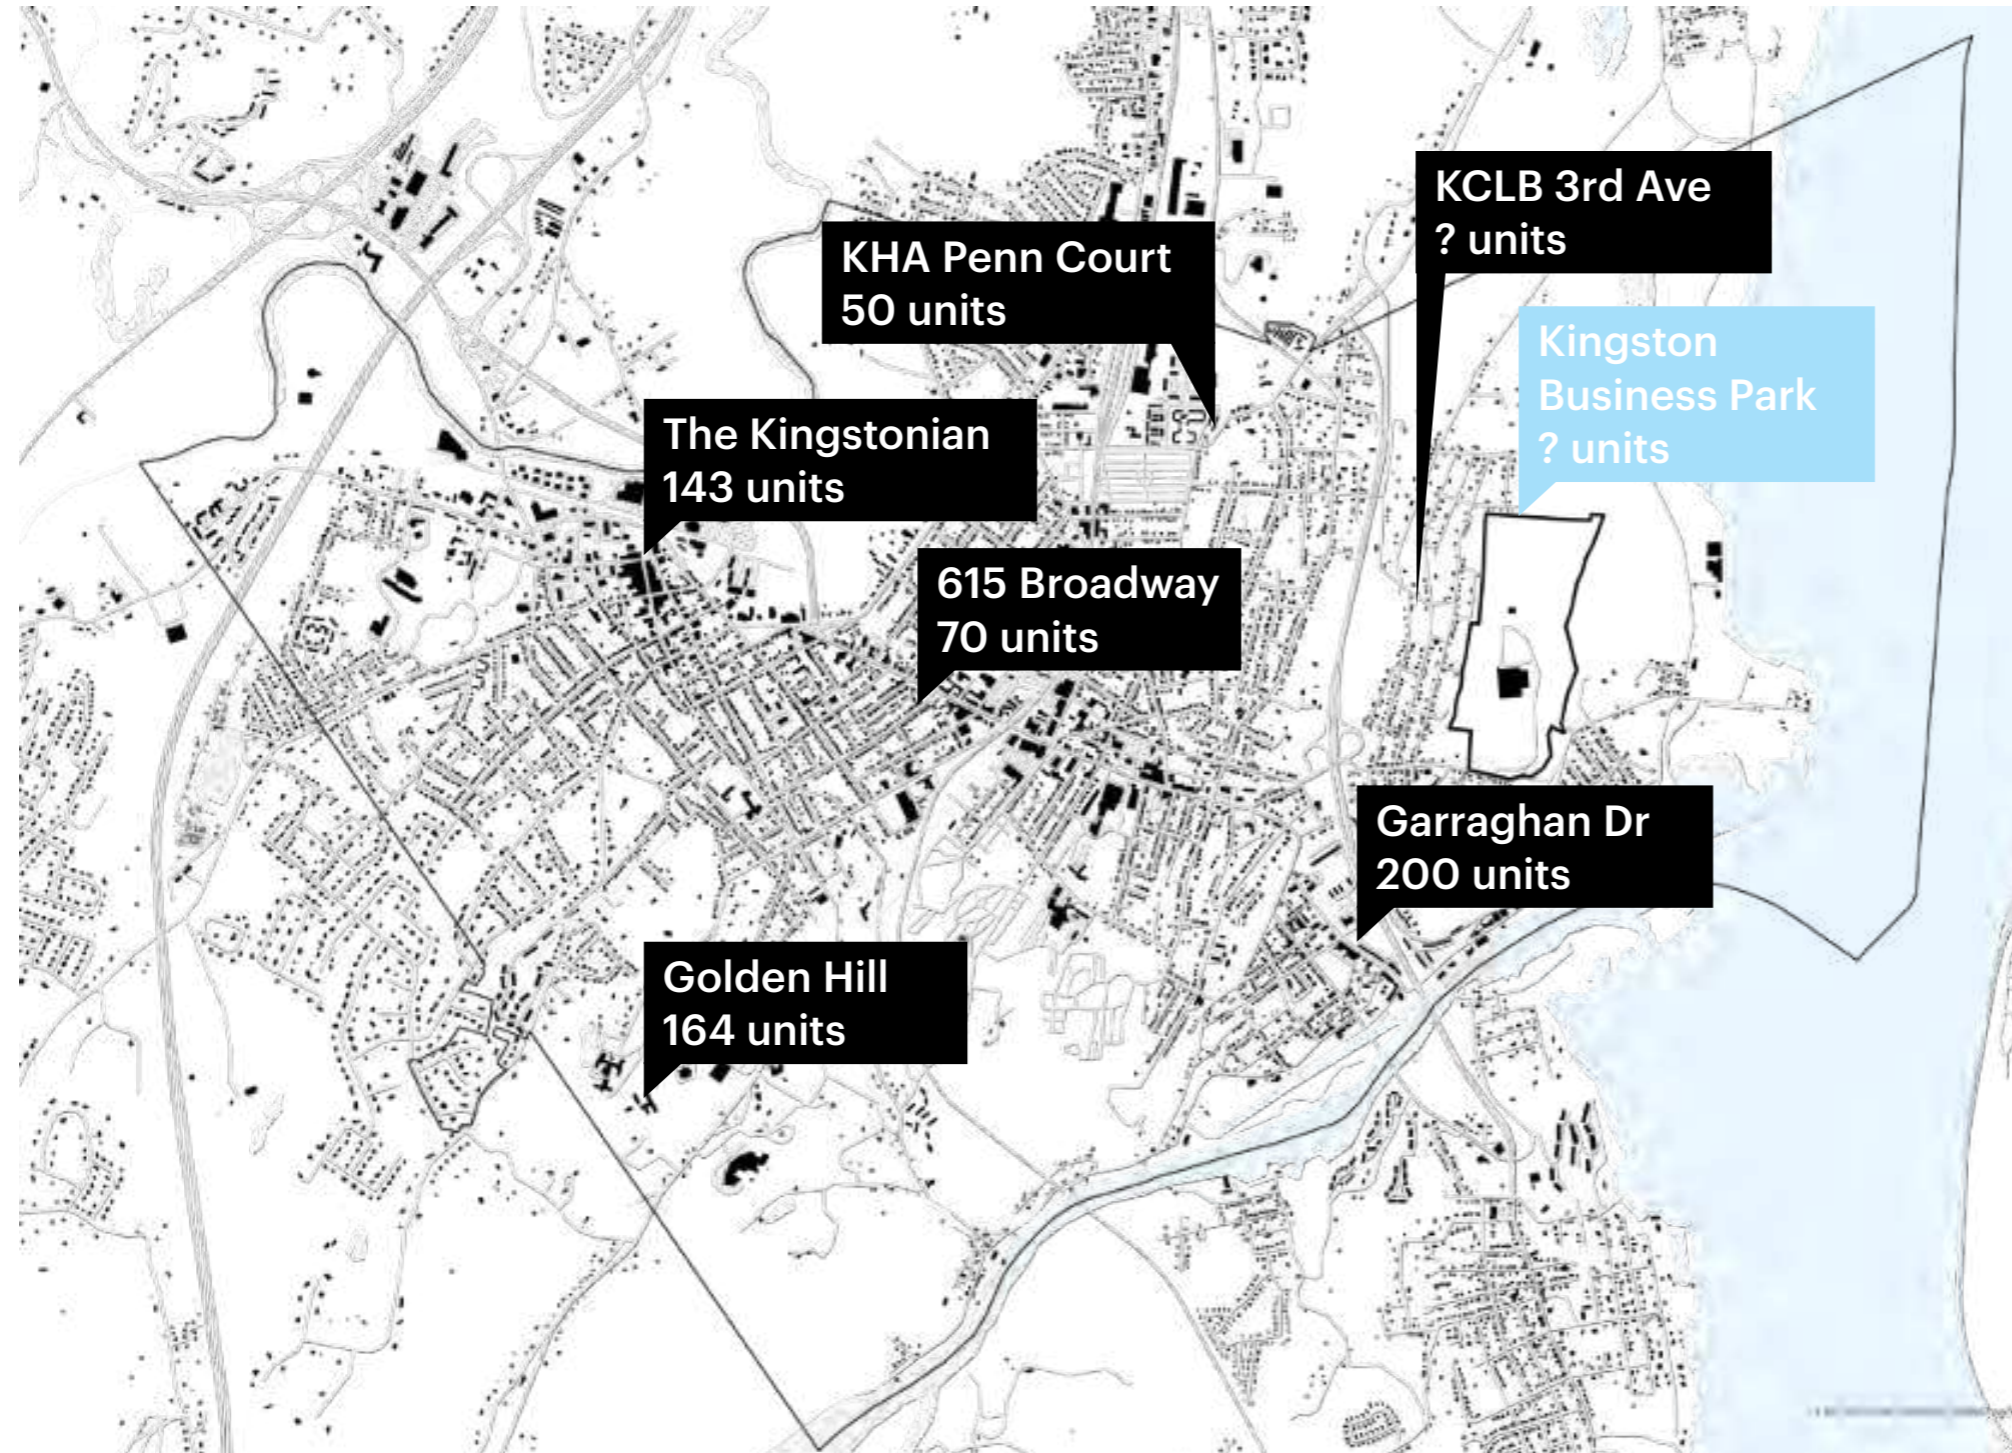 KCLB 3rd Ave
? units
KHA Penn Court
50 units
Kingston
Business Park
? units
The Kingstonian
143 units
615 Broadway
70 units
Garraghan Dr
200 units
Golden Hill
164 units